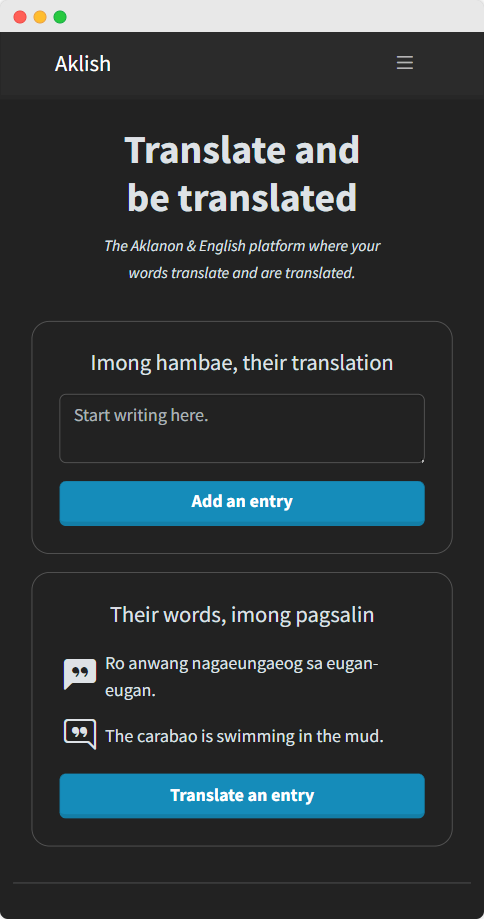 Aklish
Translate and
be translated
The Aklanon & English platform where your
words translate and are translated.
Imong hambae, their translation
Start writing here.
Add an entry
Their words, imong pagsalin
Ro anwang nagaeungaeog sa eugan-
eugan.
The carabao is swimming in the mud.
Translate an entry